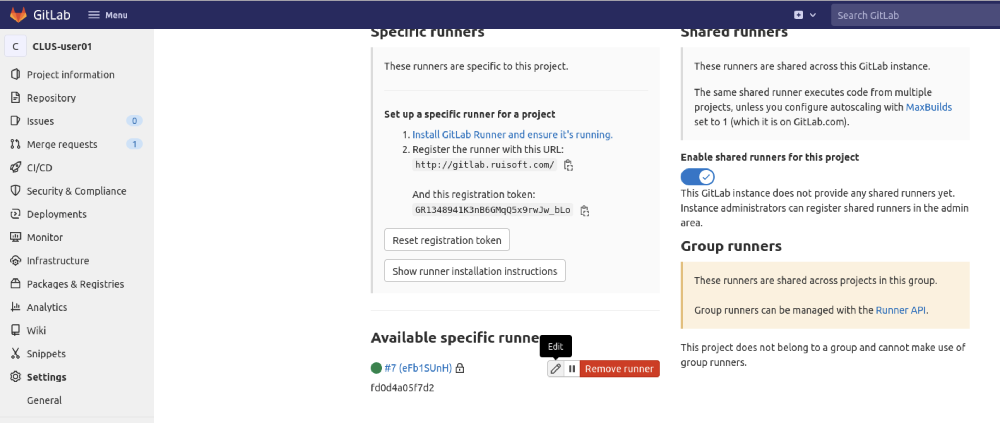 GitLab
Menu
Search GitLab
C
CLUS-user01
Project information
Repository
Issues 0
Merge requests 1
CI/CD
Security & Compliance
Deployments
Monitor
Infrastructure
Packages & Registries
Analytics
Wiki
Snippets
Settings
General
Specific runners
These runners are specific to this project.
Set up a specific runner for a project
1. Install GitLab Runner and ensure it's running.
2. Register the runner with this URL:
http://gitlab.ruisoft.com/
And this registration token:
GR1348941K3nB6GMqQ5x9rwJw_bLo
Reset registration token
Show runner installation instructions
Available specific runne
Edit
#7 (eFb1SUnH)
Remove runner
fd0d4a05f7d2
Shared runners
These runners are shared across this GitLab instance.
The same shared runner executes code from multiple
projects, unless you configure autoscaling with MaxBuilds
set to 1 (which it is on GitLab.com).
Enable shared runners for this project
This GitLab instance does not provide any shared runners yet.
Instance administrators can register shared runners in the admin
area.
Group runners
These runners are shared across projects in this group.
Group runners can be managed with the Runner API.
This project does not belong to a group and cannot make use of
group runners.